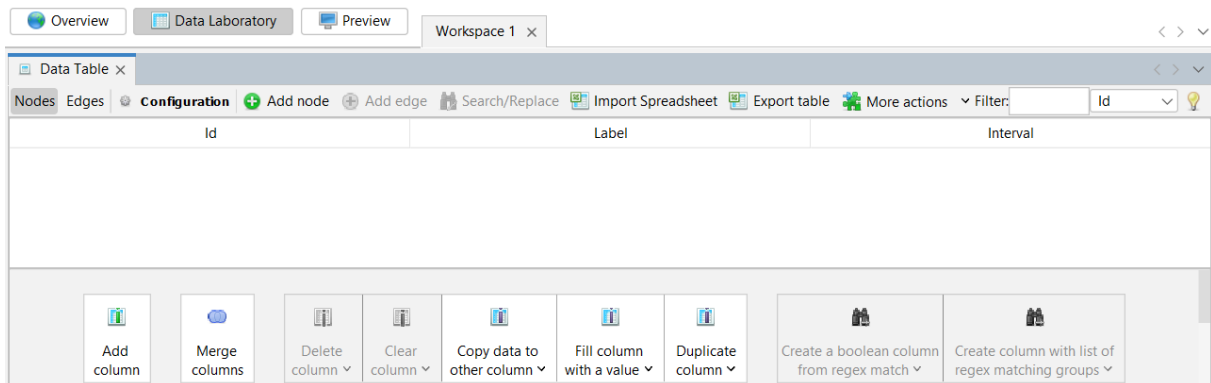 Overview Data Laboratory Preview Workspace 1
Data Table
Nodes Edges Configuration Add node Add edge Search/Replace Import Spreadsheet Export table More actions Filter: Id
Id Label Interval
Add column
Merge columns
Delete column
Clear column
Copy data to other column
Fill column with a value
Duplicate column
Create a boolean column from regex match
Create column with list of regex matching groups